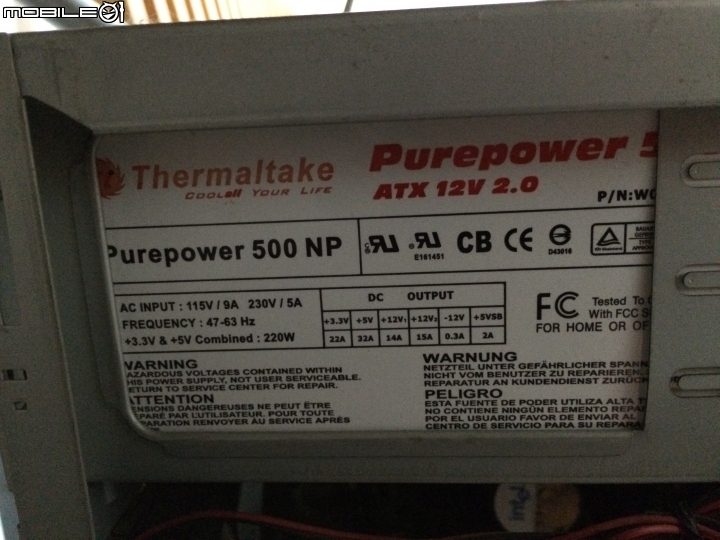 MOBILE01
Thermaltake
COOLall YOUR LIFE
Purepower 5
ATX 12V 2.0
P/N:W0
Purepower 500 NP
E161451
CB CE
D43016
AC INPUT : 115V / 9A 230V / 5A
FREQUENCY : 47-63 Hz
+3.3V & +5V Combined : 220W
DC OUTPUT
+3.3V +5V +12V1 +12V2 -12V +5VSB
22A 32A 14A 15A 0.3A 2A
FC Tested To
With FCC S
FOR HOME OR OF
WARNING
HAZARDOUS VOLTAGES CONTAINED WITHIN
THIS POWER SUPPLY, NOT USER SERVICEABLE.
RETURN TO SERVICE CENTER FOR REPAIR.
ATTENTION
TENSIONS DANGEREUSES NE PEUT ÊTRE
RÉPARÉ PAR L'UTILISATEUR. POUR TOUTE
RÉPARATION RENVOYER AU SERVICE APRÈS
WARNUNG
NETZTEIL UNTER GEFÄHRLICHER SPANN
NICHT VOM BENUTZER ZU REPARIEREN.
REPARATUR AN KUNDENDIENST ZURÜCK
PELIGRO
ESTA FUENTE DE PODER UTILIZA ALTA T
NO CONTIENE NINGÚN ELEMENTO REPAR
POR EL USUARIO FAVOR DE ENVIAR AL
CENTRO DE SERVICIO PARA SU REPARA